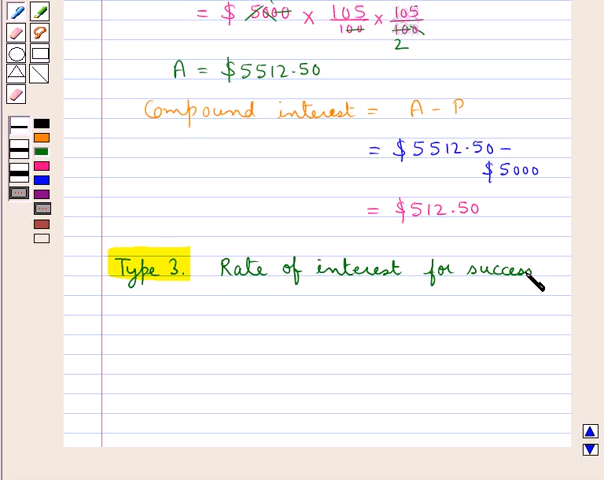 = $ 5000 × 105/100 × 105/100
2
A = $5512.50
Compound interest = A - P
= $5512.50 -
$5000
= $512.50
Type 3. Rate of interest for success